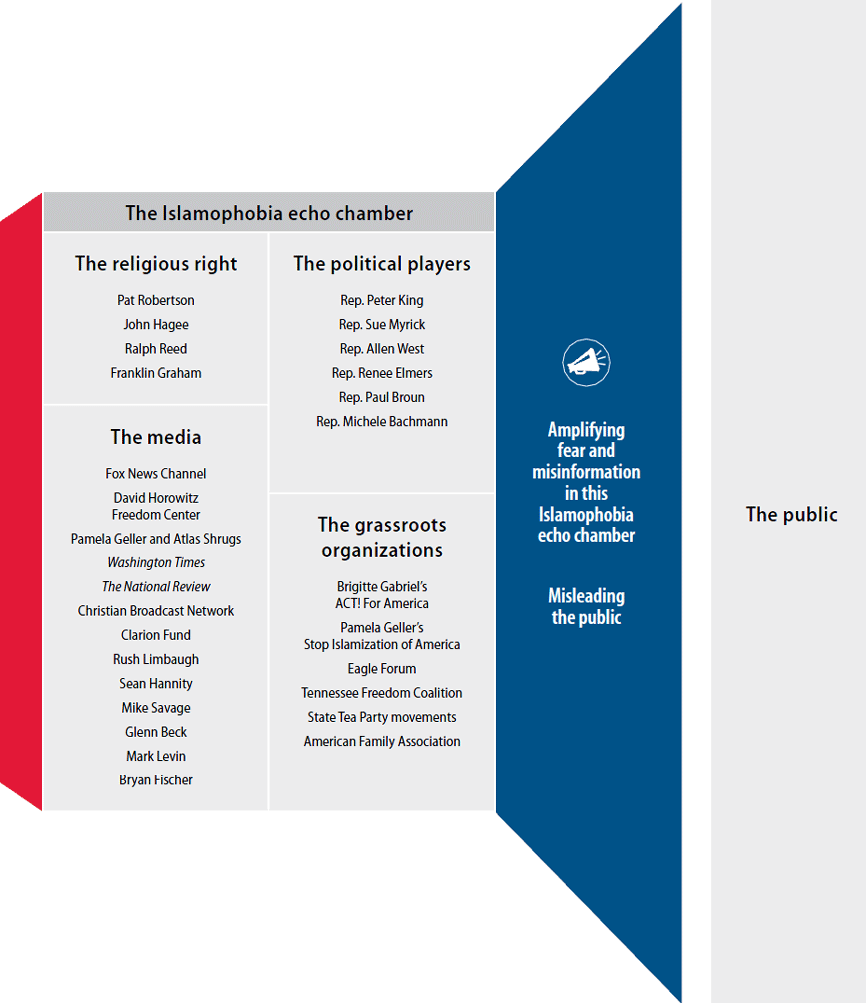 The Islamophobia echo chamber
The religious right
Pat Robertson
John Hagee
Ralph Reed
Franklin Graham
The media
Fox News Channel
David Horowitz
Freedom Center
Pamela Geller and Atlas Shrugs
Washington Times
The National Review
Christian Broadcast Network
Clarion Fund
Rush Limbaugh
Sean Hannity
Mike Savage
Glenn Beck
Mark Levin
Bryan Fischer
The political players
Rep. Peter King
Rep. Sue Myrick
Rep. Allen West
Rep. Renee Elmers
Rep. Paul Broun
Rep. Michele Bachmann
The grassroots
organizations
Brigitte Gabriel’s
ACT! For America
Pamela Geller’s
Stop Islamization of America
Eagle Forum
Tennessee Freedom Coalition
State Tea Party movements
American Family Association
Amplifying
fear and
misinformation
in this
Islamophobia
echo chamber
Misleading
the public
The public